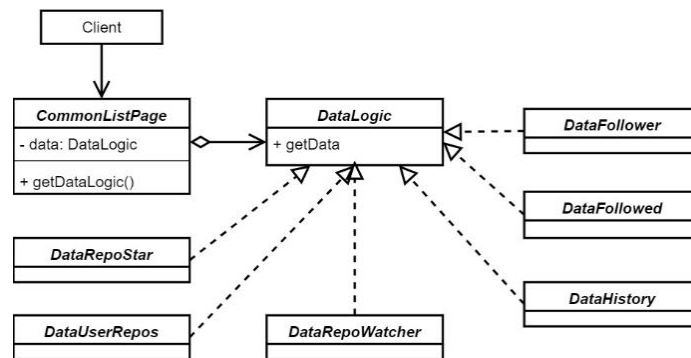 Client
CommonListPage
- data: DataLogic
+ getDataLogic()
DataLogic
+ getData
DataFollower
DataFollowed
DataHistory
DataRepoStar
DataUserRepos
DataRepoWatcher